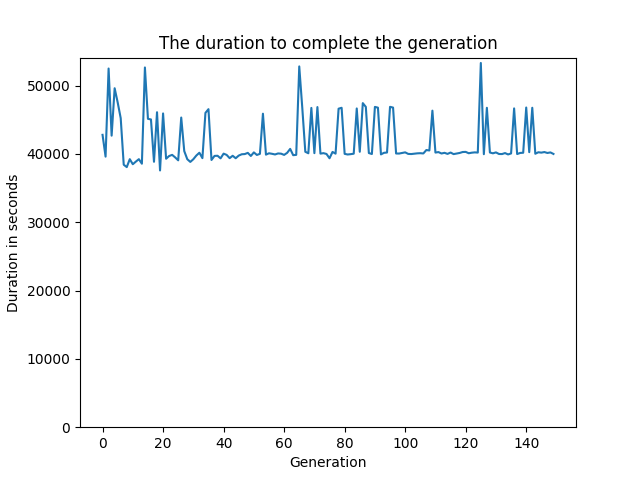 The duration to complete the generation
50000
40000
30000
20000
10000
0
Duration in seconds
0 20 40 60 80 100 120 140
Generation